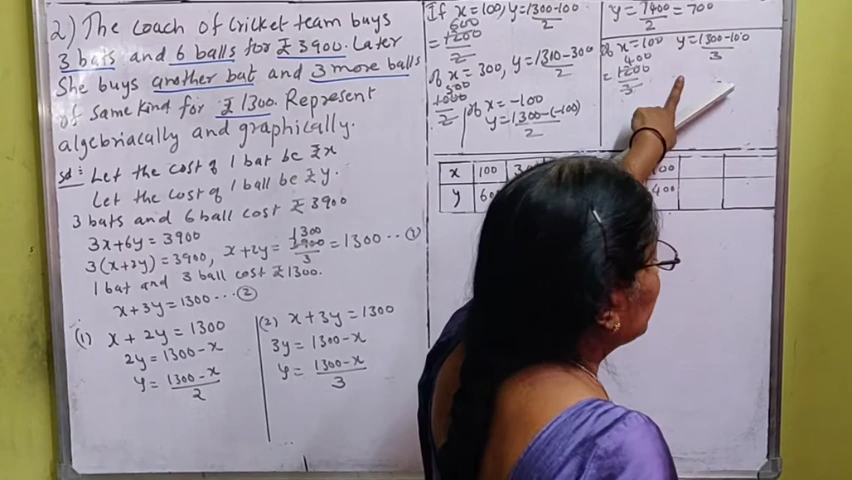 2) The coach of cricket team buys
3 bats and 6 balls for ₹ 3900. Later
She buys another bat and 3 more balls
of same kind for ₹ 1300. Represent
algebriacally and graphically.
Sol: Let the cost of 1 bat be ₹ x
Let the cost of 1 ball be ₹ y.
3 bats and 6 ball cost ₹ 3900
3x+6y = 3900
3(x+2y) = 3900, x+2y = 1300 3900/3 = 1300 ... ①
1 bat and 3 ball cost ₹ 1300.
x+3y = 1300 ... ②
(1) x + 2y = 1300
2y = 1300 - x
y = 1300 - x / 2
(2) x + 3y = 1300
3y = 1300 - x
y = 1300 - x / 3
If x = 100, y = 1300-100 / 2
600
= 1200 / 2
If x = 300, y = 1310-300 / 2
500
1000 / 2
If x = -100
y = 1300-(-100) / 2
y = 1400 / 2 = 700
If x = 100 y = 1300-100 / 3
400
= 1200 / 3
x 100 100
y 400